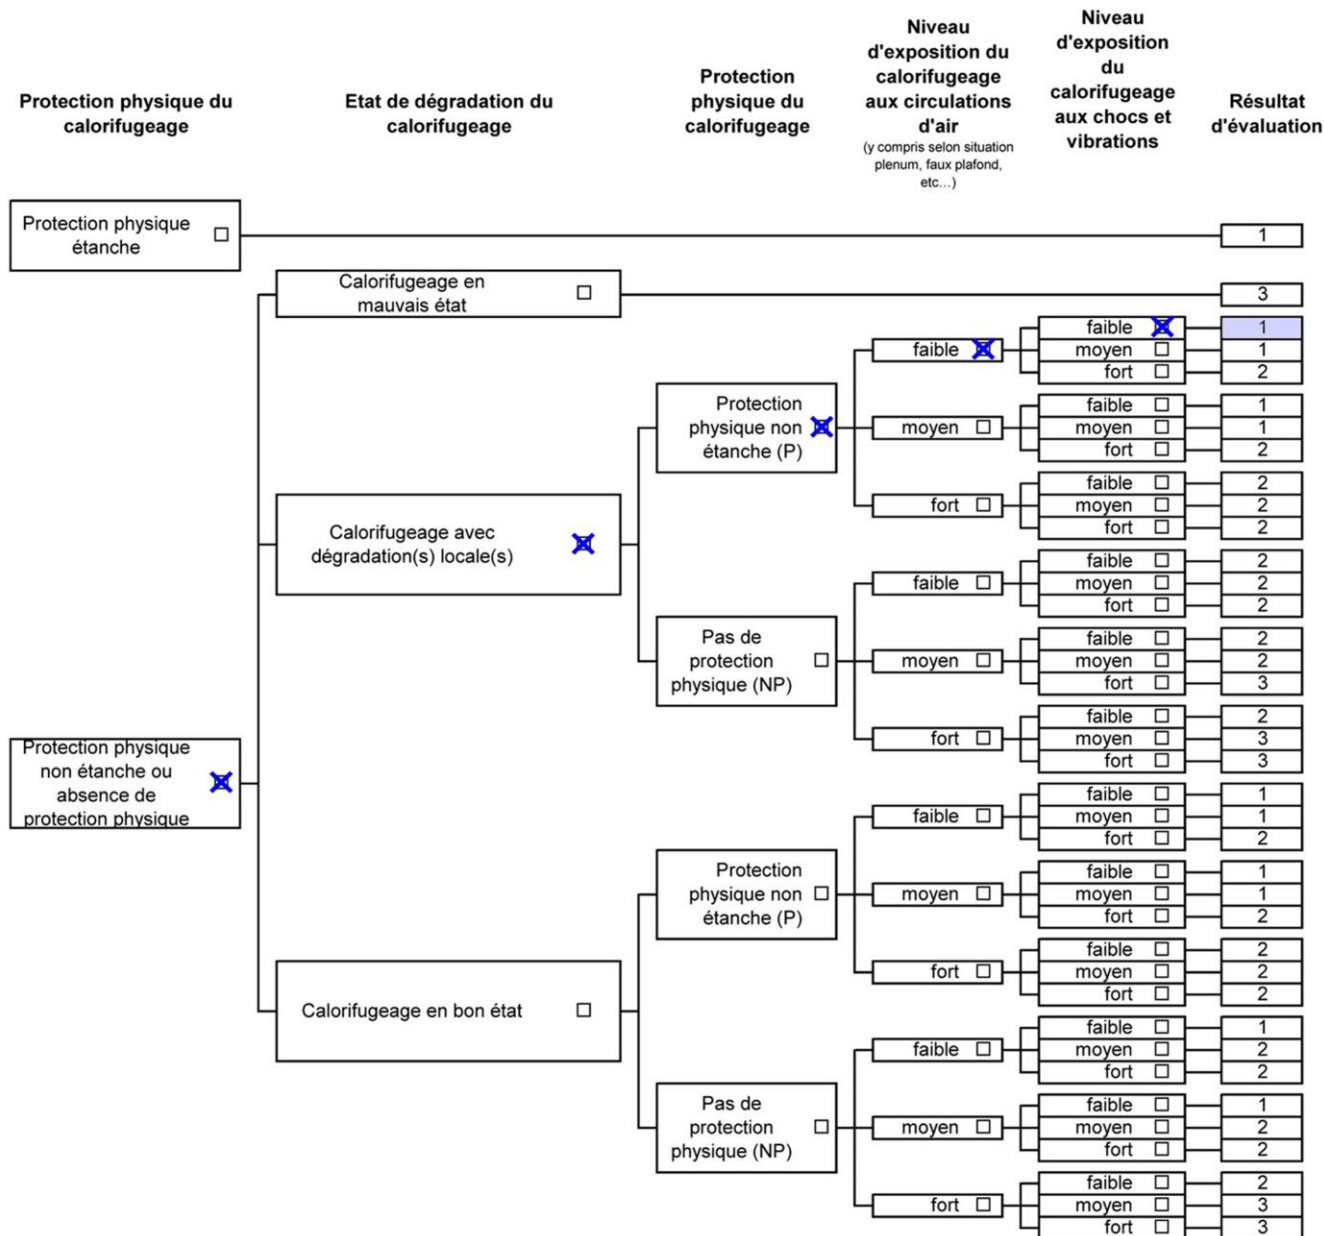 Protection physique du
calorifugeage
Etat de dégradation du
calorifugeage
Protection
physique du
calorifugeage
Niveau
d'exposition du
calorifugeage
aux circulations
d'air
(y compris selon situation
plenum, faux plafond,
etc…)
Niveau
d'exposition
du
calorifugeage
aux chocs et
vibrations
Résultat
d'évaluation
Protection physique
étanche
1
Calorifugeage en
mauvais état
3
Protection physique
non étanche ou
absence de
protection physique
Calorifugeage avec
dégradation(s) locale(s)
Protection
physique non
étanche (P)
faible
faible 1
moyen 1
fort 2
moyen
faible 1
moyen 1
fort 2
fort
faible 2
moyen 2
fort 2
Pas de
protection
physique (NP)
faible
faible 2
moyen 2
fort 2
moyen
faible 2
moyen 2
fort 3
fort
faible 2
moyen 3
fort 3
Calorifugeage en bon état
Protection
physique non
étanche (P)
faible
faible 1
moyen 1
fort 2
moyen
faible 1
moyen 1
fort 2
fort
faible 2
moyen 2
fort 2
Pas de
protection
physique (NP)
faible
faible 1
moyen 2
fort 2
moyen
faible 1
moyen 2
fort 2
fort
faible 2
moyen 3
fort 3